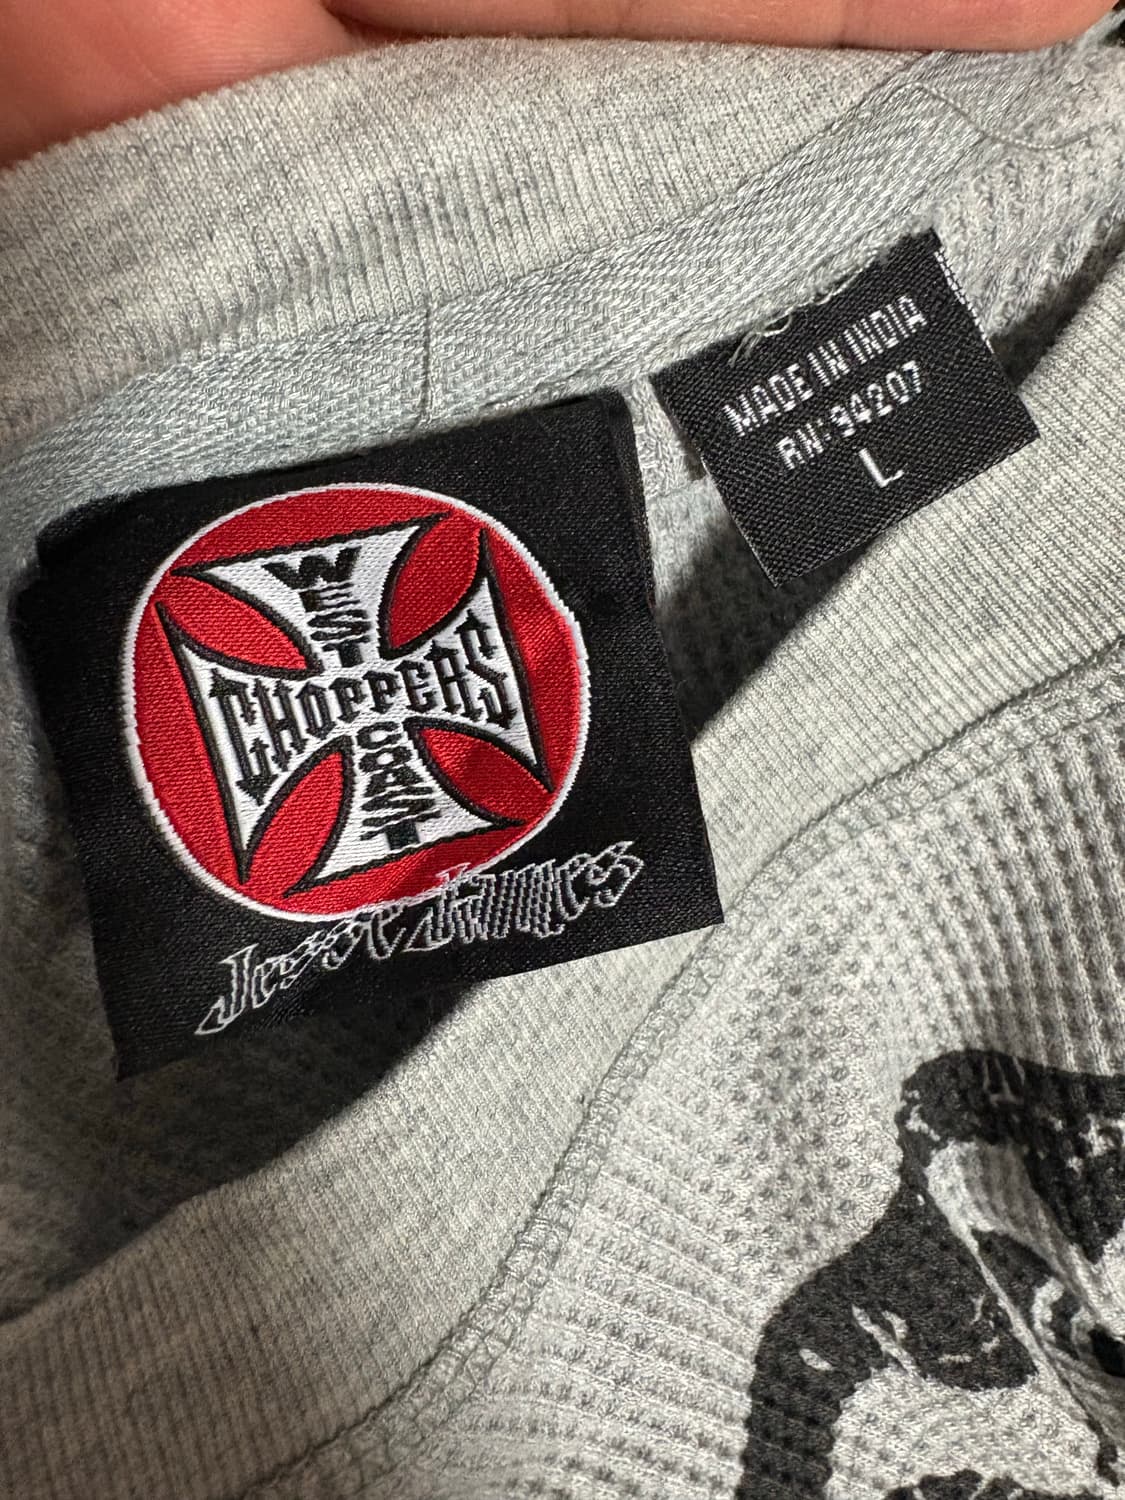 WEST
CHOPPERS
COAST
Jesse James
MADE IN INDIA
RN: 94207
L